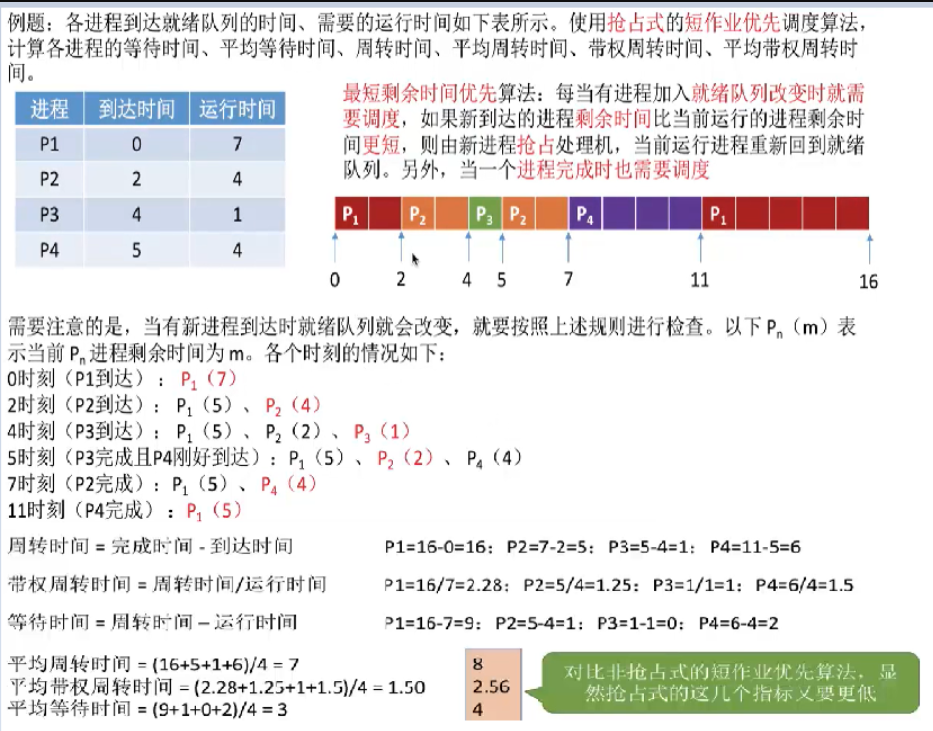 例题：各进程到达就绪队列的时间、需要的运行时间如下表所示。使用抢占式的短作业优先调度算法，
计算各进程的等待时间、平均等待时间、周转时间、平均周转时间、带权周转时间、平均带权周转时
间。
进程 到达时间 运行时间
P1 0 7
P2 2 4
P3 4 1
P4 5 4
最短剩余时间优先算法：每当有进程加入就绪队列改变时就需
要调度，如果新到达的进程剩余时间比当前运行的进程剩余时
间更短，则由新进程抢占处理机，当前运行进程重新回到就绪
队列。另外，当一个进程完成时也需要调度
P₁ P₂ P₃ P₂ P₄ P₁
0 2 4 5 7 11 16
需要注意的是，当有新进程到达时就绪队列就会改变，就要按照上述规则进行检查。以下 Pₙ（m）表
示当前 Pₙ 进程剩余时间为 m。各个时刻的情况如下：
0时刻（P1到达）：P₁（7）
2时刻（P2到达）：P₁（5）、P₂（4）
4时刻（P3到达）：P₁（5）、P₂（2）、P₃（1）
5时刻（P3完成且P4刚好到达）：P₁（5）、P₂（2）、P₄（4）
7时刻（P2完成）：P₁（5）、P₄（4）
11时刻（P4完成）：P₁（5）
周转时间 = 完成时间 - 到达时间 P1=16-0=16；P2=7-2=5；P3=5-4=1；P4=11-5=6
带权周转时间 = 周转时间/运行时间 P1=16/7=2.28；P2=5/4=1.25；P3=1/1=1；P4=6/4=1.5
等待时间 = 周转时间 – 运行时间 P1=16-7=9；P2=5-4=1；P3=1-1=0；P4=6-4=2
平均周转时间 = (16+5+1+6)/4 = 7
平均带权周转时间 = (2.28+1.25+1+1.5)/4 = 1.50
平均等待时间 = (9+1+0+2)/4 = 3
8
2.56
4
对比非抢占式的短作业优先算法，显
然抢占式的这几个指标又要更低